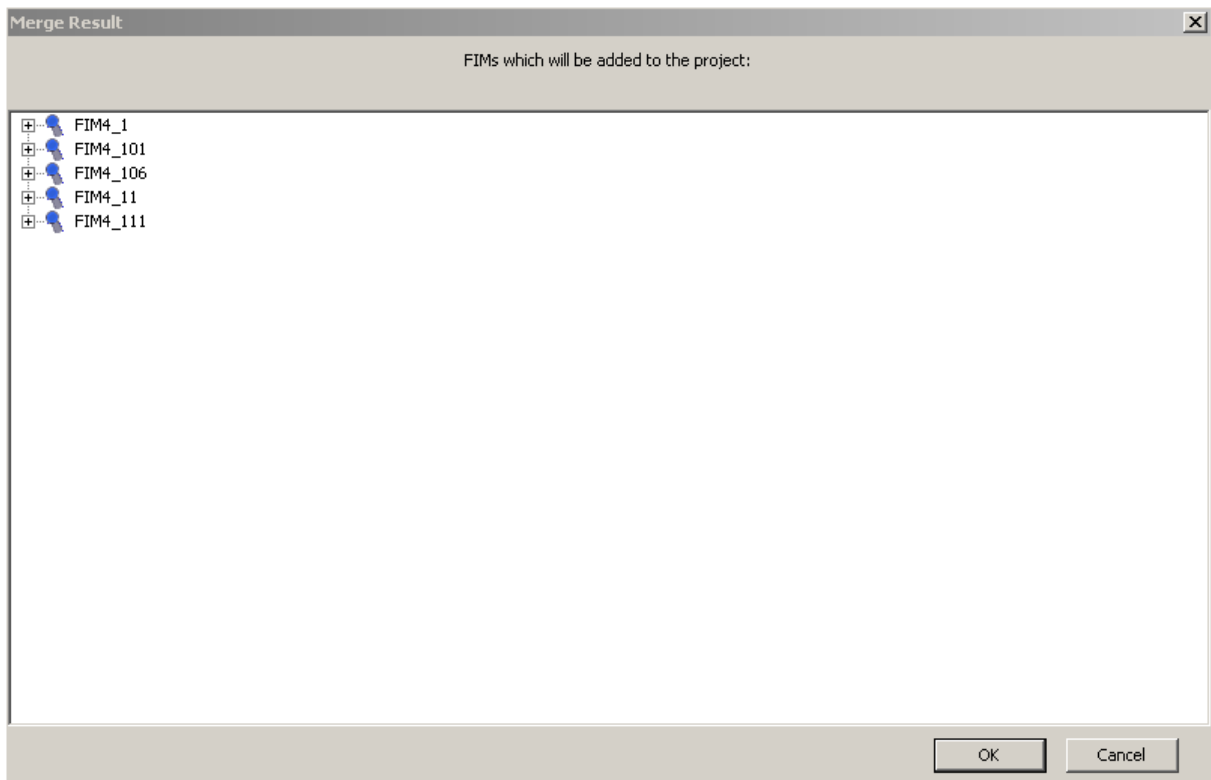 Merge Result
FIMs which will be added to the project:
FIM4_1
FIM4_101
FIM4_106
FIM4_11
FIM4_111
OK
Cancel